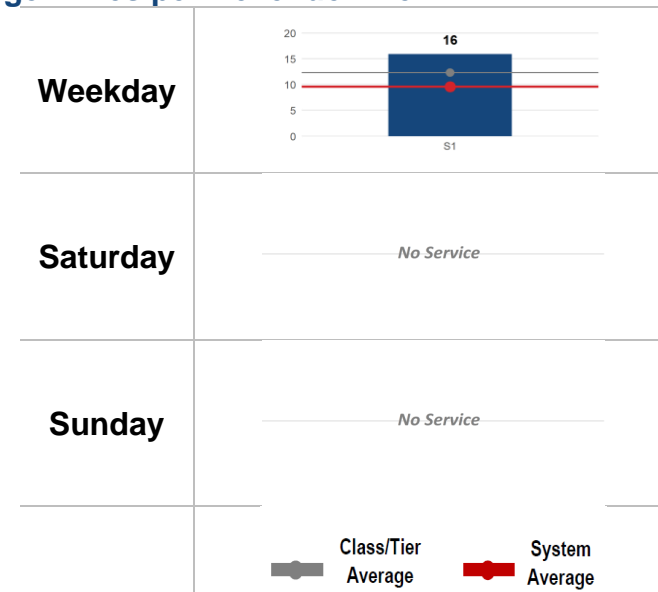 Weekday
20
15
10
5
0
16
S1
Saturday
No Service
Sunday
No Service
Class/Tier
Average
System
Average